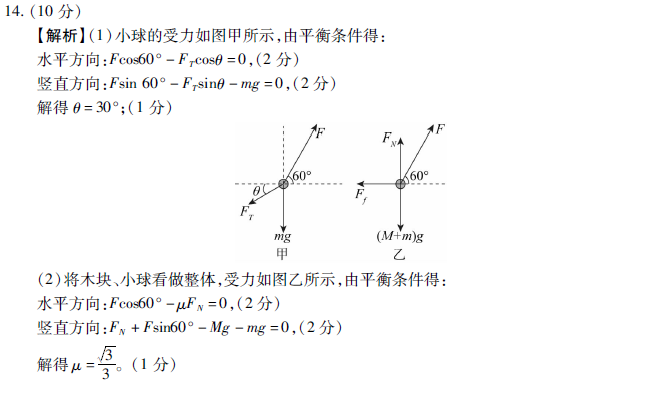 14.(10 分)
【解析】(1)小球的受力如图甲所示,由平衡条件得:
水平方向:Fcos60° − F_Tcosθ = 0,(2 分)
竖直方向:Fsin 60° − F_Tsinθ − mg = 0,(2 分)
解得 θ = 30°;(1 分)
F
60°
θ
F_T
mg
甲
F_N
F
60°
F_f
(M+m)g
乙
(2)将木块、小球看做整体,受力如图乙所示,由平衡条件得:
水平方向:Fcos60° − μF_N = 0,(2 分)
竖直方向:F_N + Fsin60° − Mg − mg = 0,(2 分)
解得 μ = √3/3。(1 分)